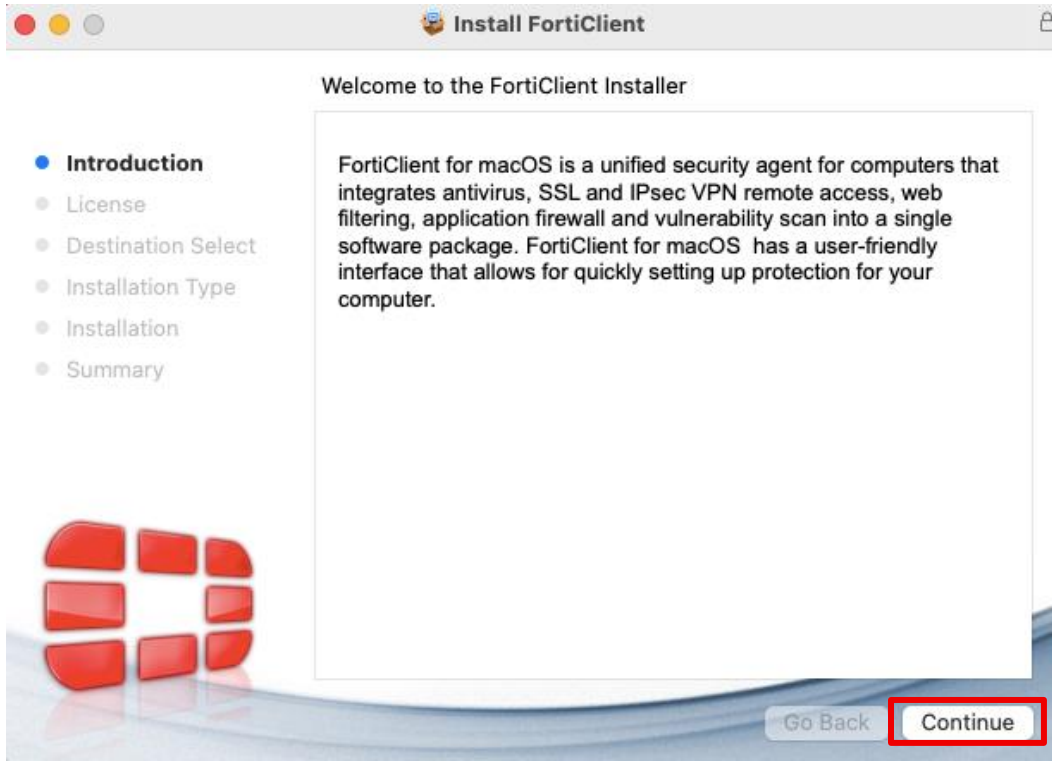 Install FortiClient
Welcome to the FortiClient Installer
Introduction
License
Destination Select
Installation Type
Installation
Summary
FortiClient for macOS is a unified security agent for computers that
integrates antivirus, SSL and IPsec VPN remote access, web
filtering, application firewall and vulnerability scan into a single
software package. FortiClient for macOS  has a user-friendly
interface that allows for quickly setting up protection for your
computer.
Go Back
Continue